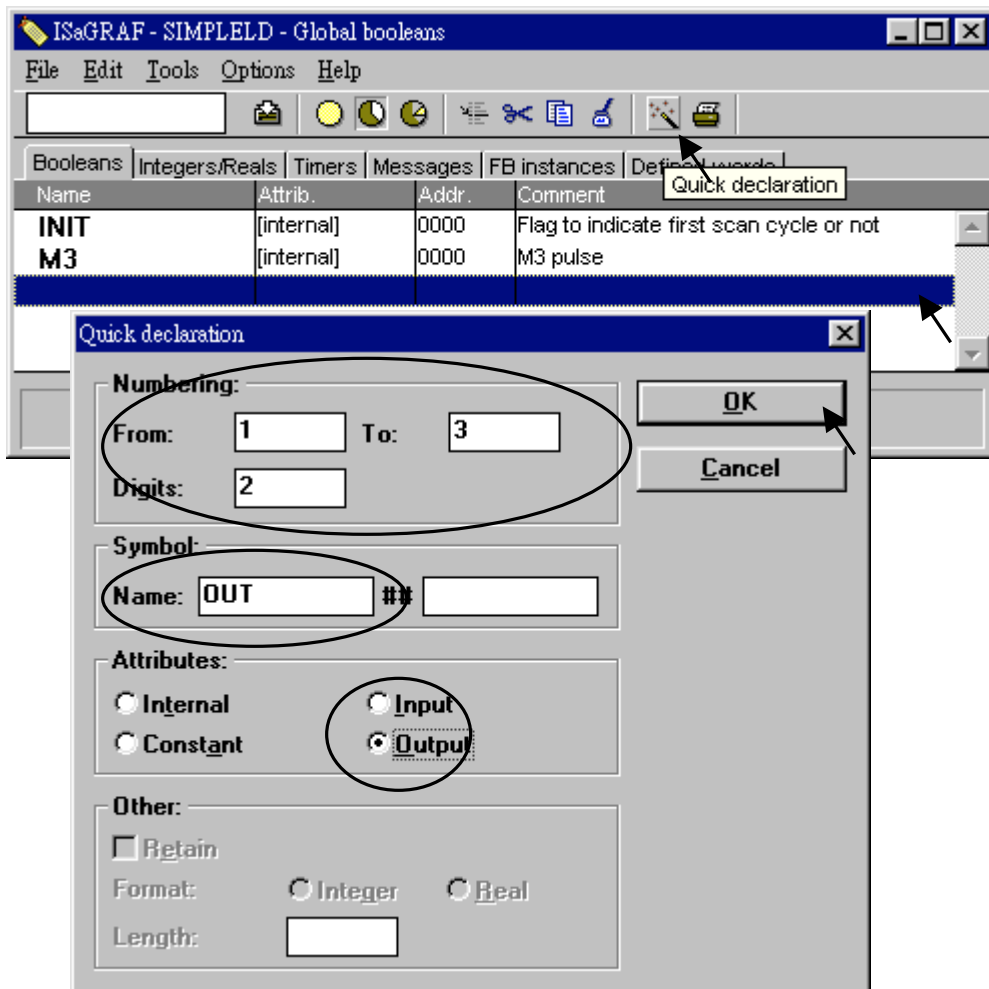 ISaGRAF - SIMPLELD - Global booleans
File Edit Tools Options Help
Booleans Integers/Reals Timers Messages FB instances Defined words
Quick declaration
Name Attrib. Addr. Comment
INIT [internal] 0000 Flag to indicate first scan cycle or not
M3 [internal] 0000 M3 pulse
Quick declaration
Numbering:
From: 1 To: 3
Digits: 2
OK
Cancel
Symbol:
Name: OUT ##
Attributes:
Internal Input
Constant Output
Other:
Retain
Format: Integer Real
Length: